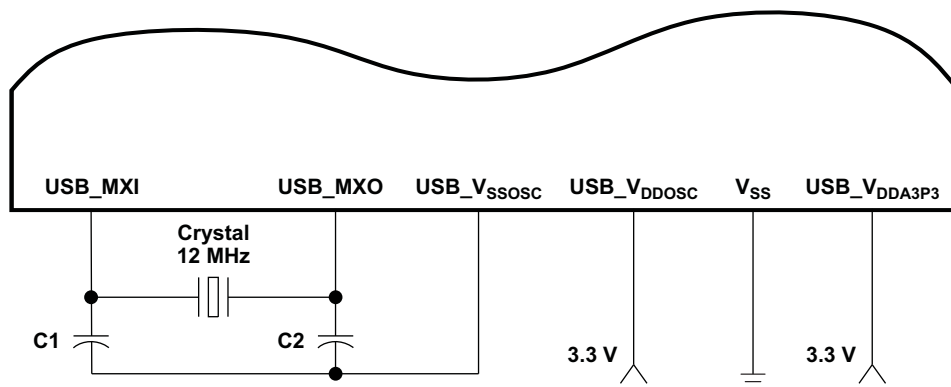 USB_MXI USB_MXO USB_VSSOSC USB_VDDOSC VSS USB_VDDA3P3
Crystal
12 MHz
C1 C2 3.3 V 3.3 V